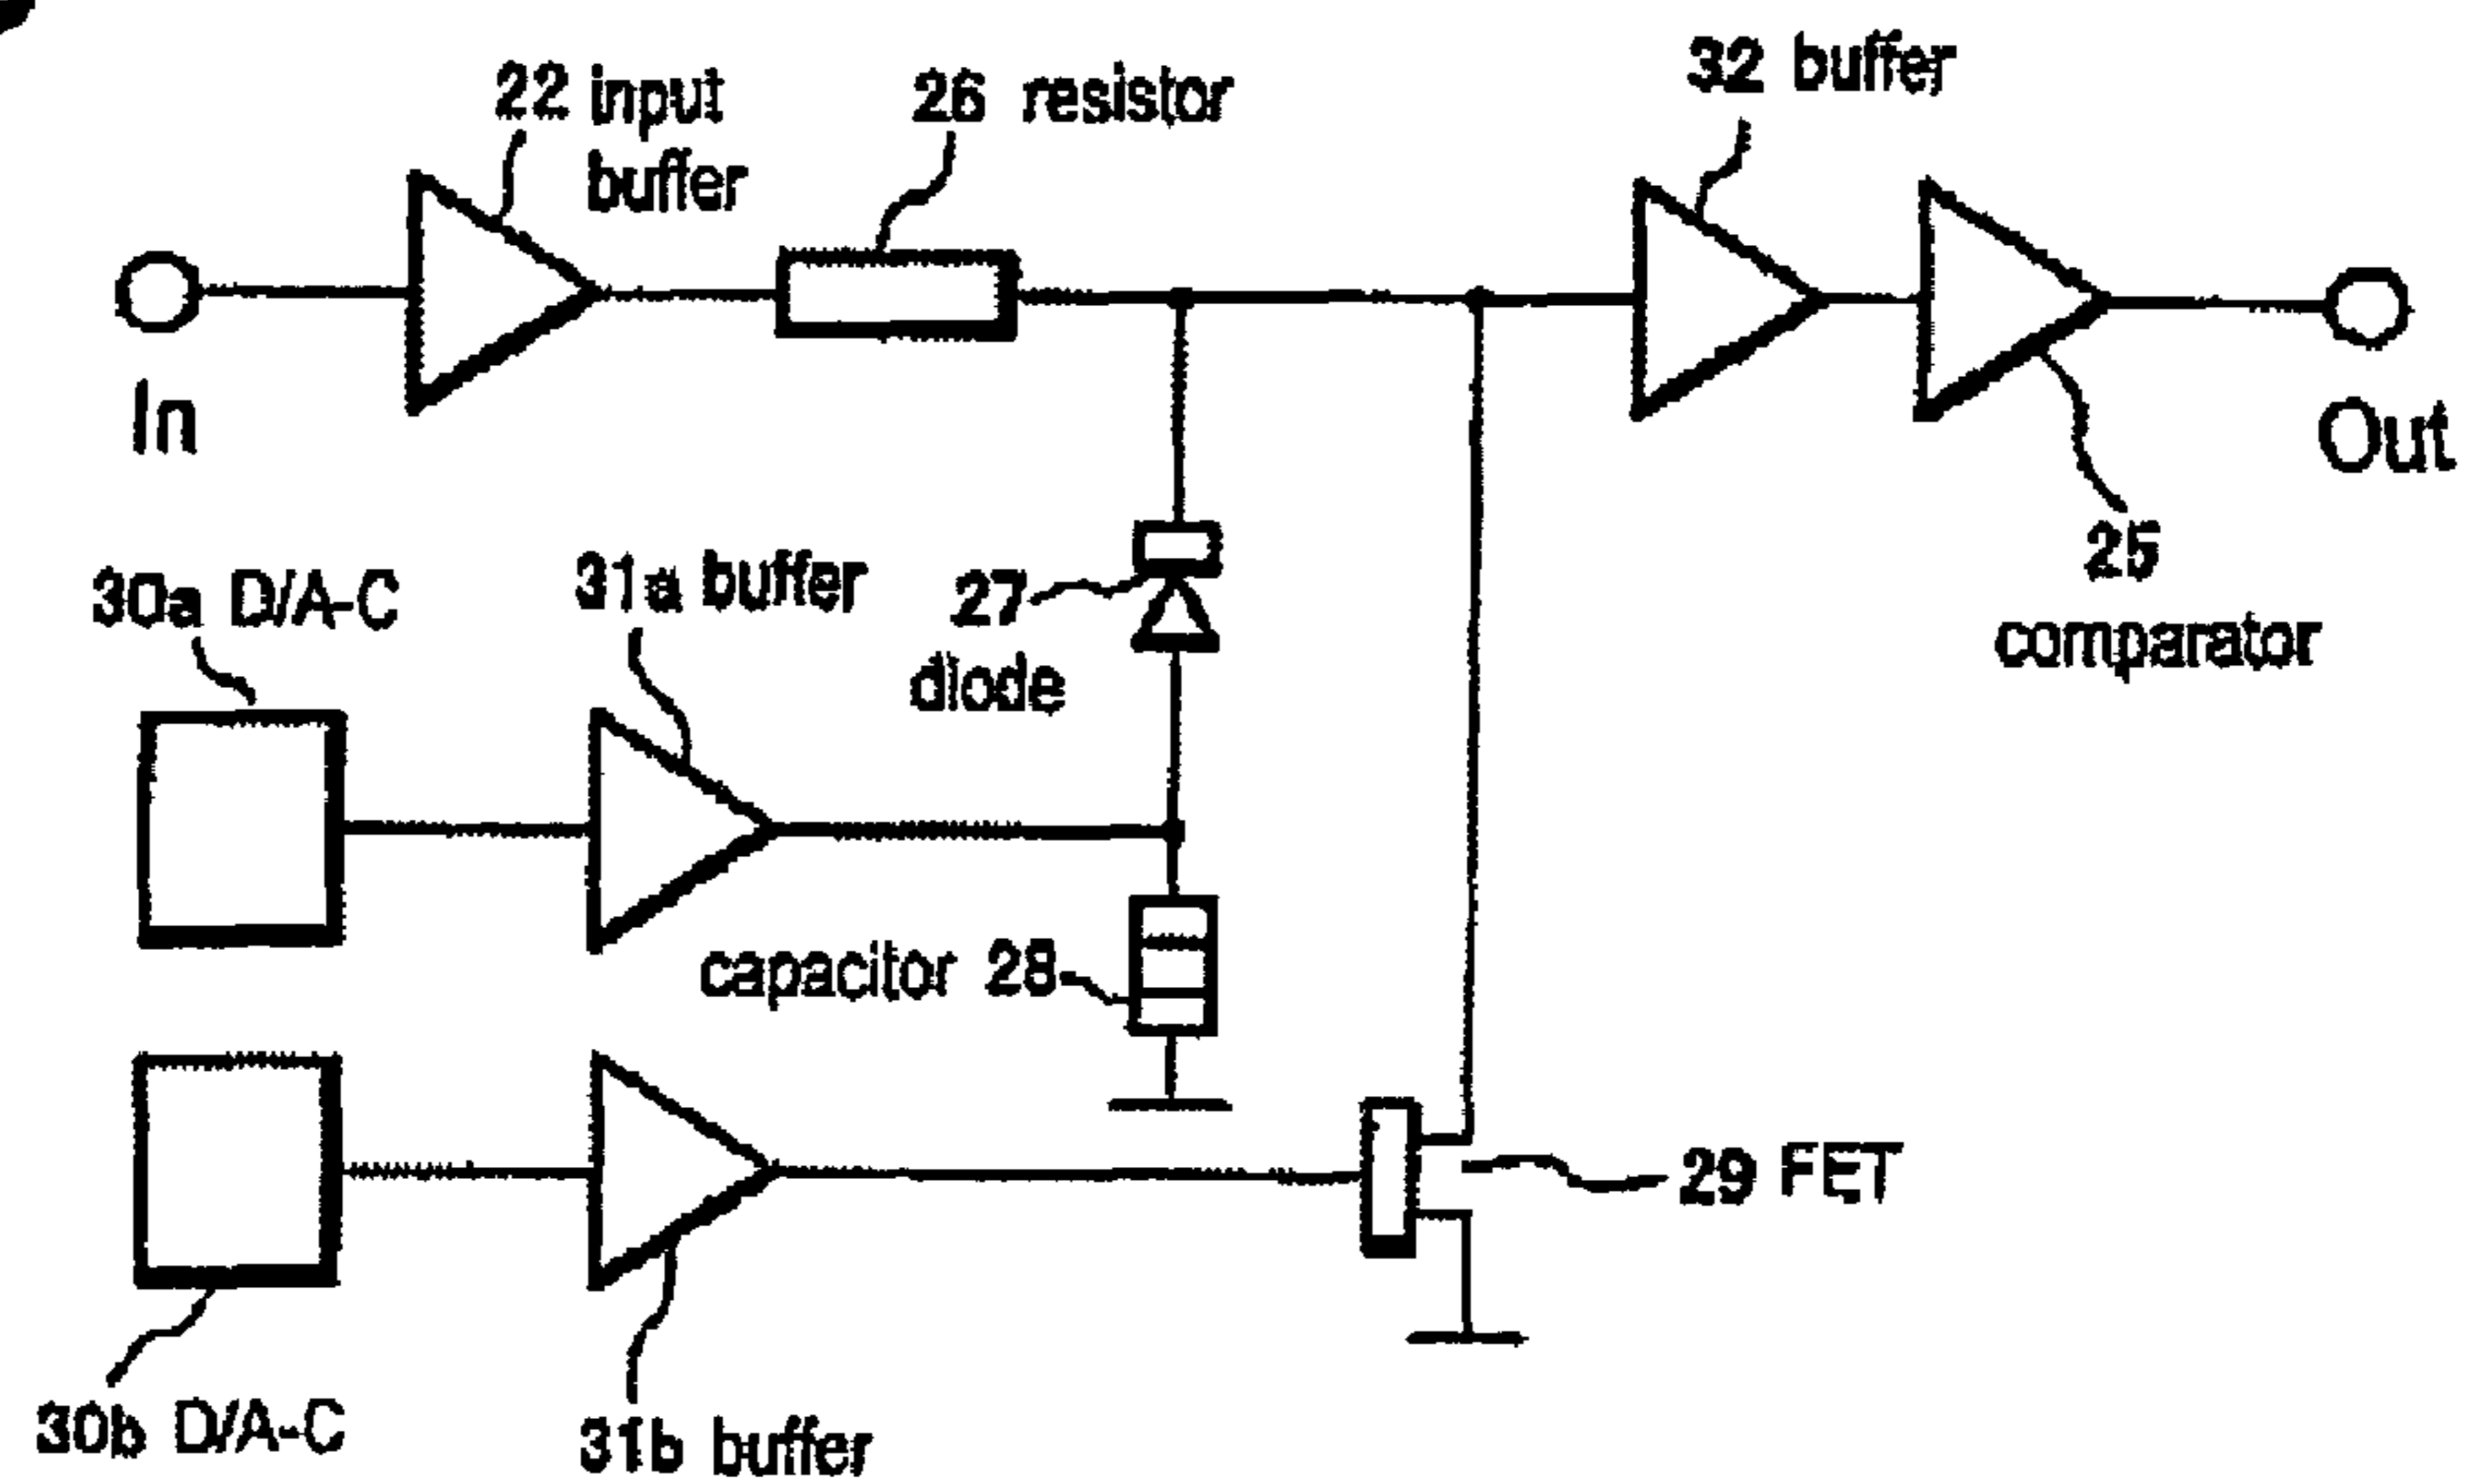 22 input
buffer
26 resistor
32 buffer
In
Out
25
comparator
30a D/A-C
31a buffer
27
diode
capacitor 28
29 FET
30b D/A-C
31b buffer